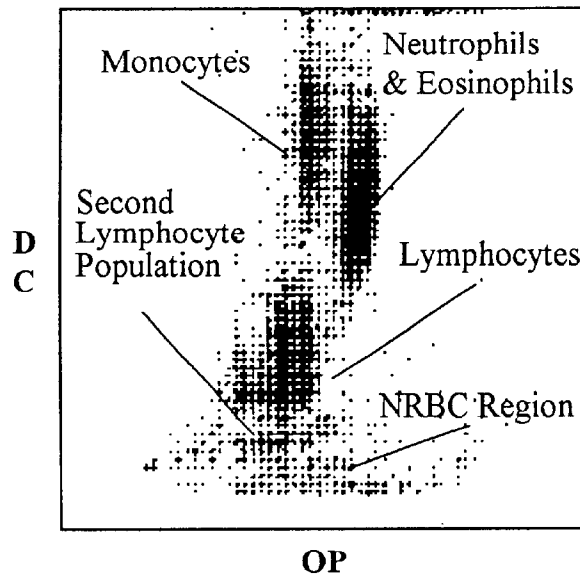 Monocytes
Neutrophils
& Eosinophils
Second
Lymphocyte
Population
D
C
Lymphocytes
NRBC Region
OP